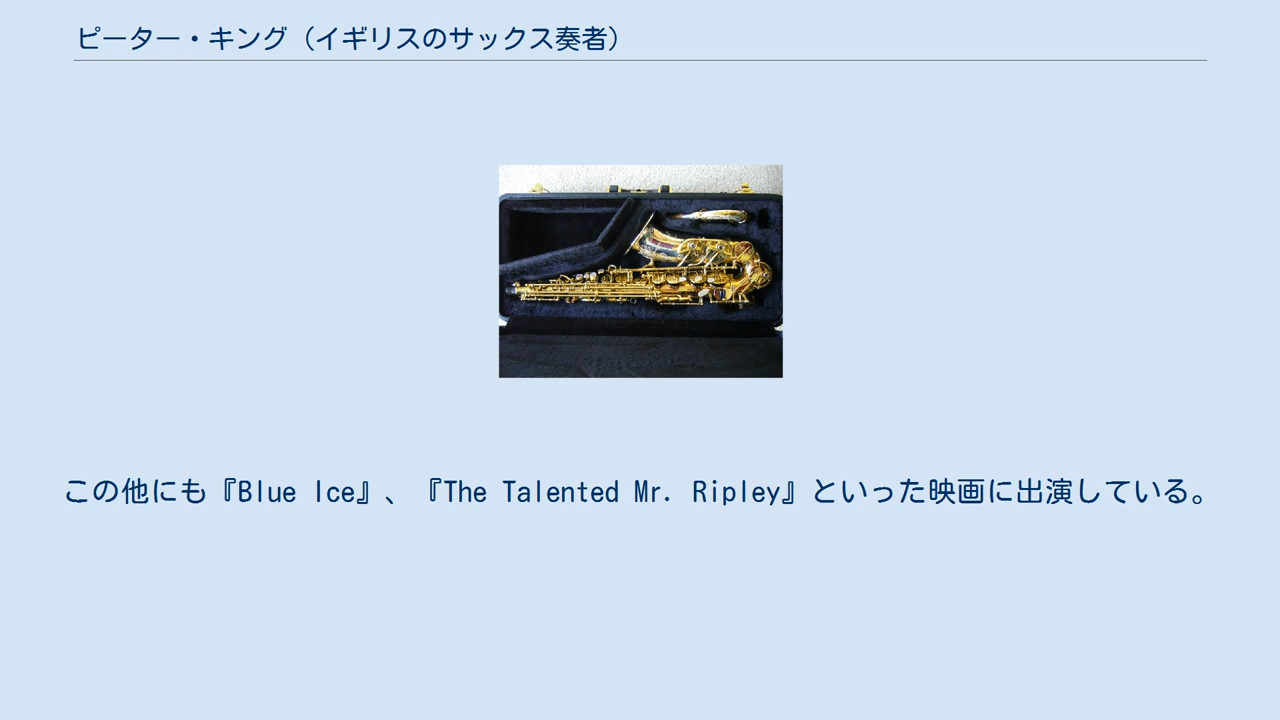 ピーター・キング（イギリスのサックス奏者）
この他にも『Blue Ice』、『The Talented Mr. Ripley』といった映画に出演している。